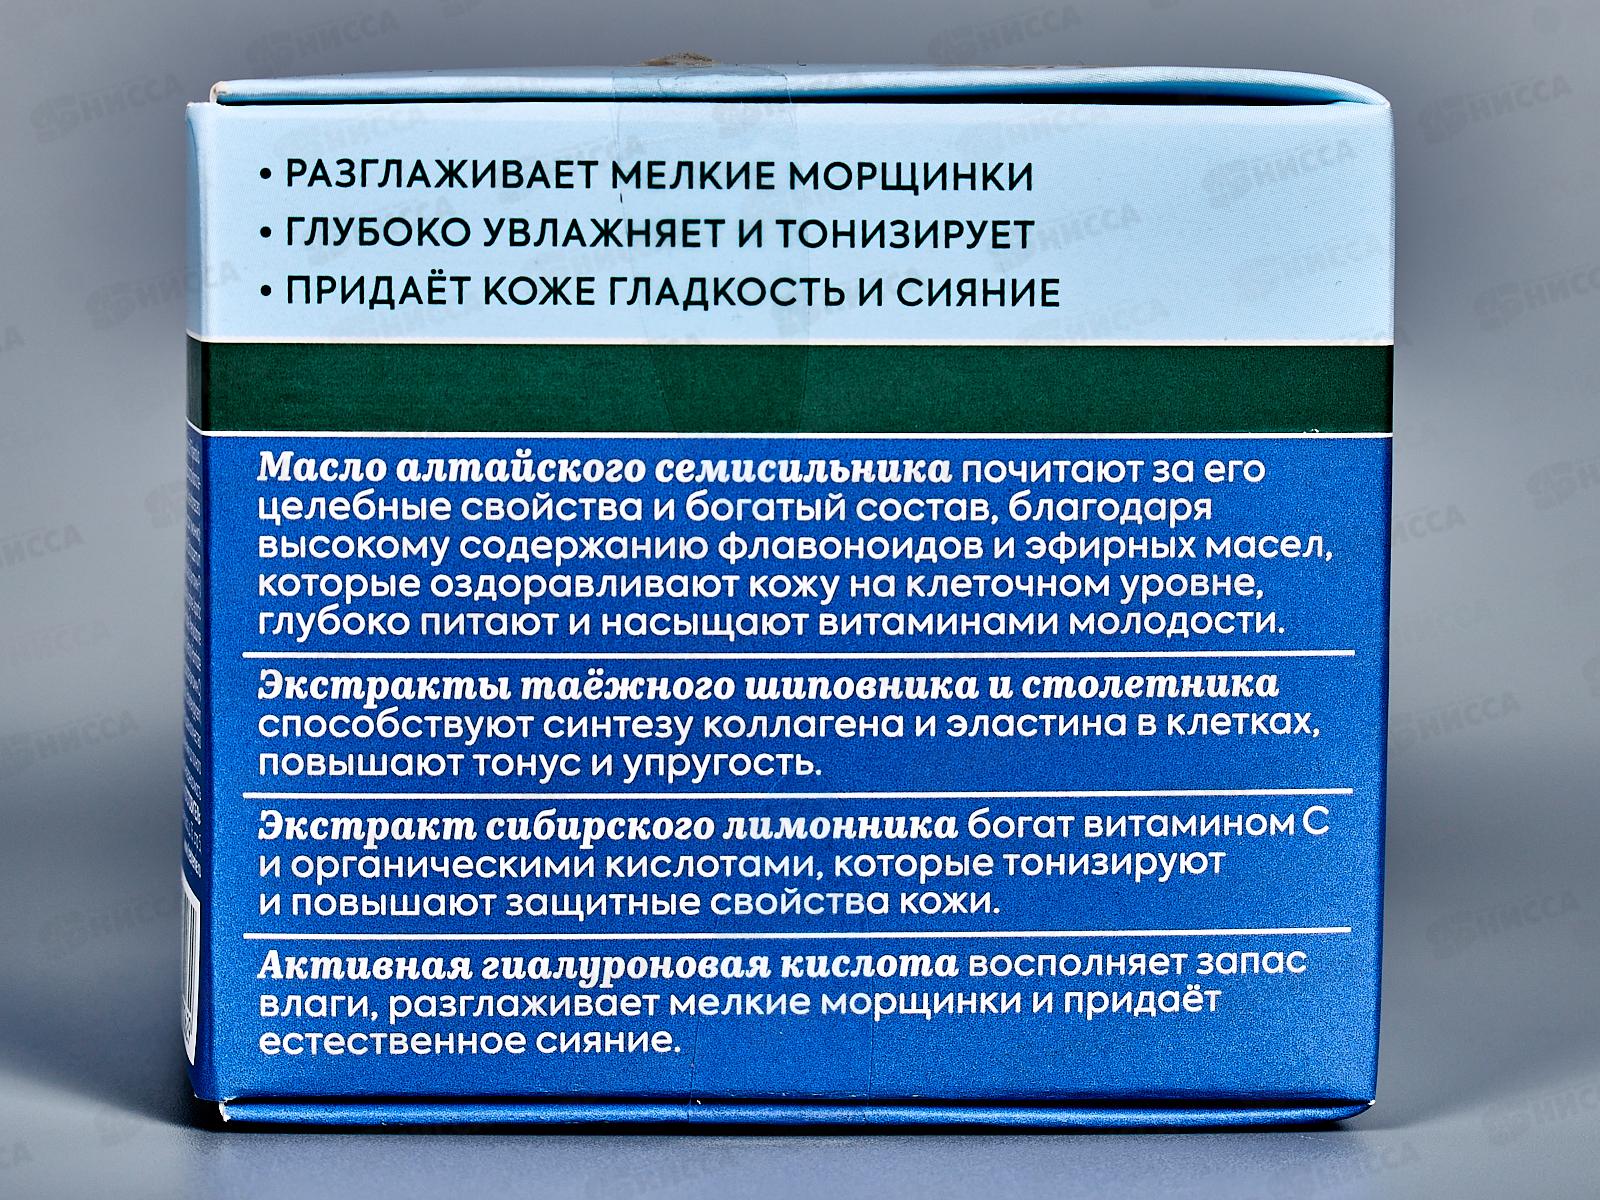 • РАЗГЛАЖИВАЕТ МЕЛКИЕ МОРЩИНКИ
• ГЛУБОКО УВЛАЖНЯЕТ И ТОНИЗИРУЕТ
• ПРИДАЁТ КОЖЕ ГЛАДКОСТЬ И СИЯНИЕ
Масло алтайского семисильника почитают за его
целебные свойства и богатый состав, благодаря
высокому содержанию флавоноидов и эфирных масел,
которые оздоравливают кожу на клеточном уровне,
глубоко питают и насыщают витаминами молодости.
Экстракты таёжного шиповника и столетника
способствуют синтезу коллагена и эластина в клетках,
повышают тонус и упругость.
Экстракт сибирского лимонника богат витамином С
и органическими кислотами, которые тонизируют
и повышают защитные свойства кожи.
Активная гиалуроновая кислота восполняет запас
влаги, разглаживает мелкие морщинки и придаёт
естественное сияние.
НИССА